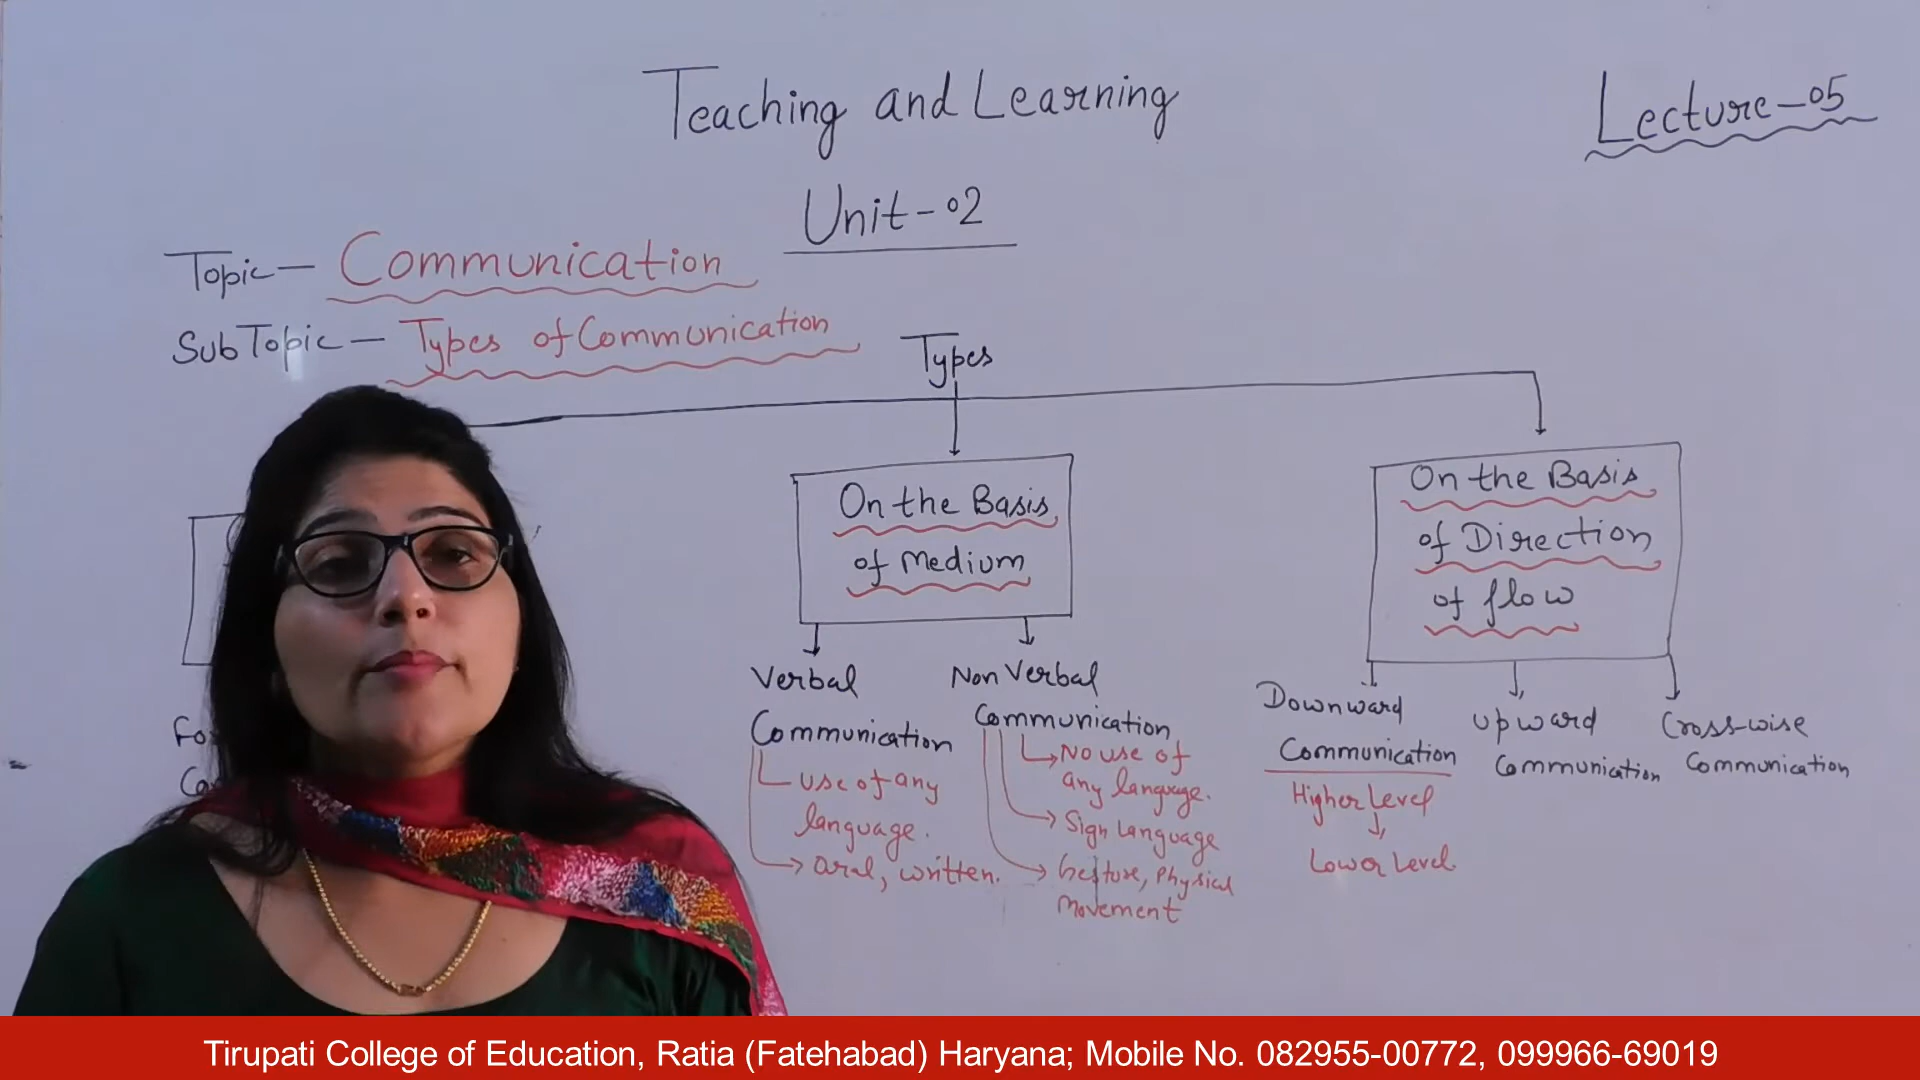 Teaching and Learning
Lecture-05
Unit-02
Topic- Communication
SubTopic- Types of Communication
Types
On the Basis
of Medium
On the Basis
of Direction
of flow
Verbal
Communication
use of any
language.
oral, written.
Non Verbal
Communication
No use of
any language.
Sign Language
Gesture, Physical
Movement
Downward
Communication
Higher Level
Lower Level
Upward
Communication
Cross-wise
Communication
Tirupati College of Education, Ratia (Fatehabad) Haryana; Mobile No. 082955-00772, 099966-69019